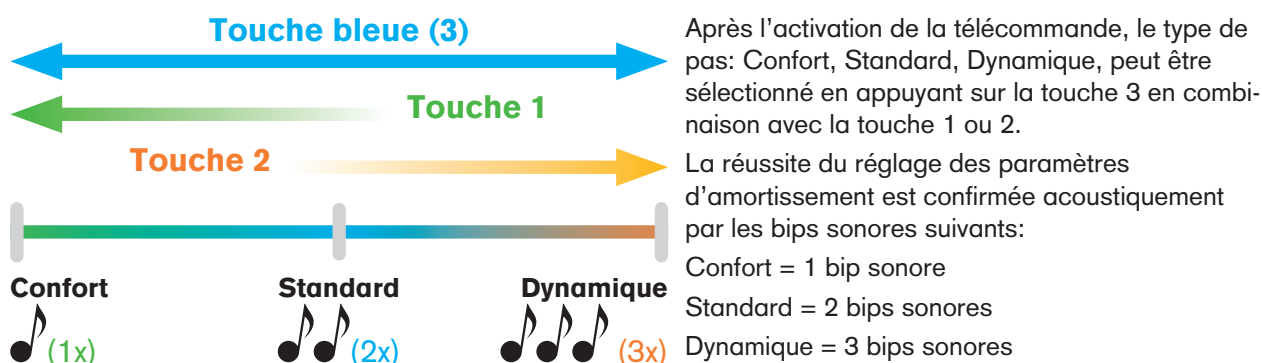 Touche bleue (3)
Touche 1
Touche 2
Confort
Standard
Dynamique
(1x)
(2x)
(3x)
Après l’activation de la télécommande, le type de
pas: Confort, Standard, Dynamique, peut être
sélectionné en appuyant sur la touche 3 en combi-
naison avec la touche 1 ou 2.
La réussite du réglage des paramètres
d’amortissement est confirmée acoustiquement
par les bips sonores suivants:
Confort = 1 bip sonore
Standard = 2 bips sonores
Dynamique = 3 bips sonores